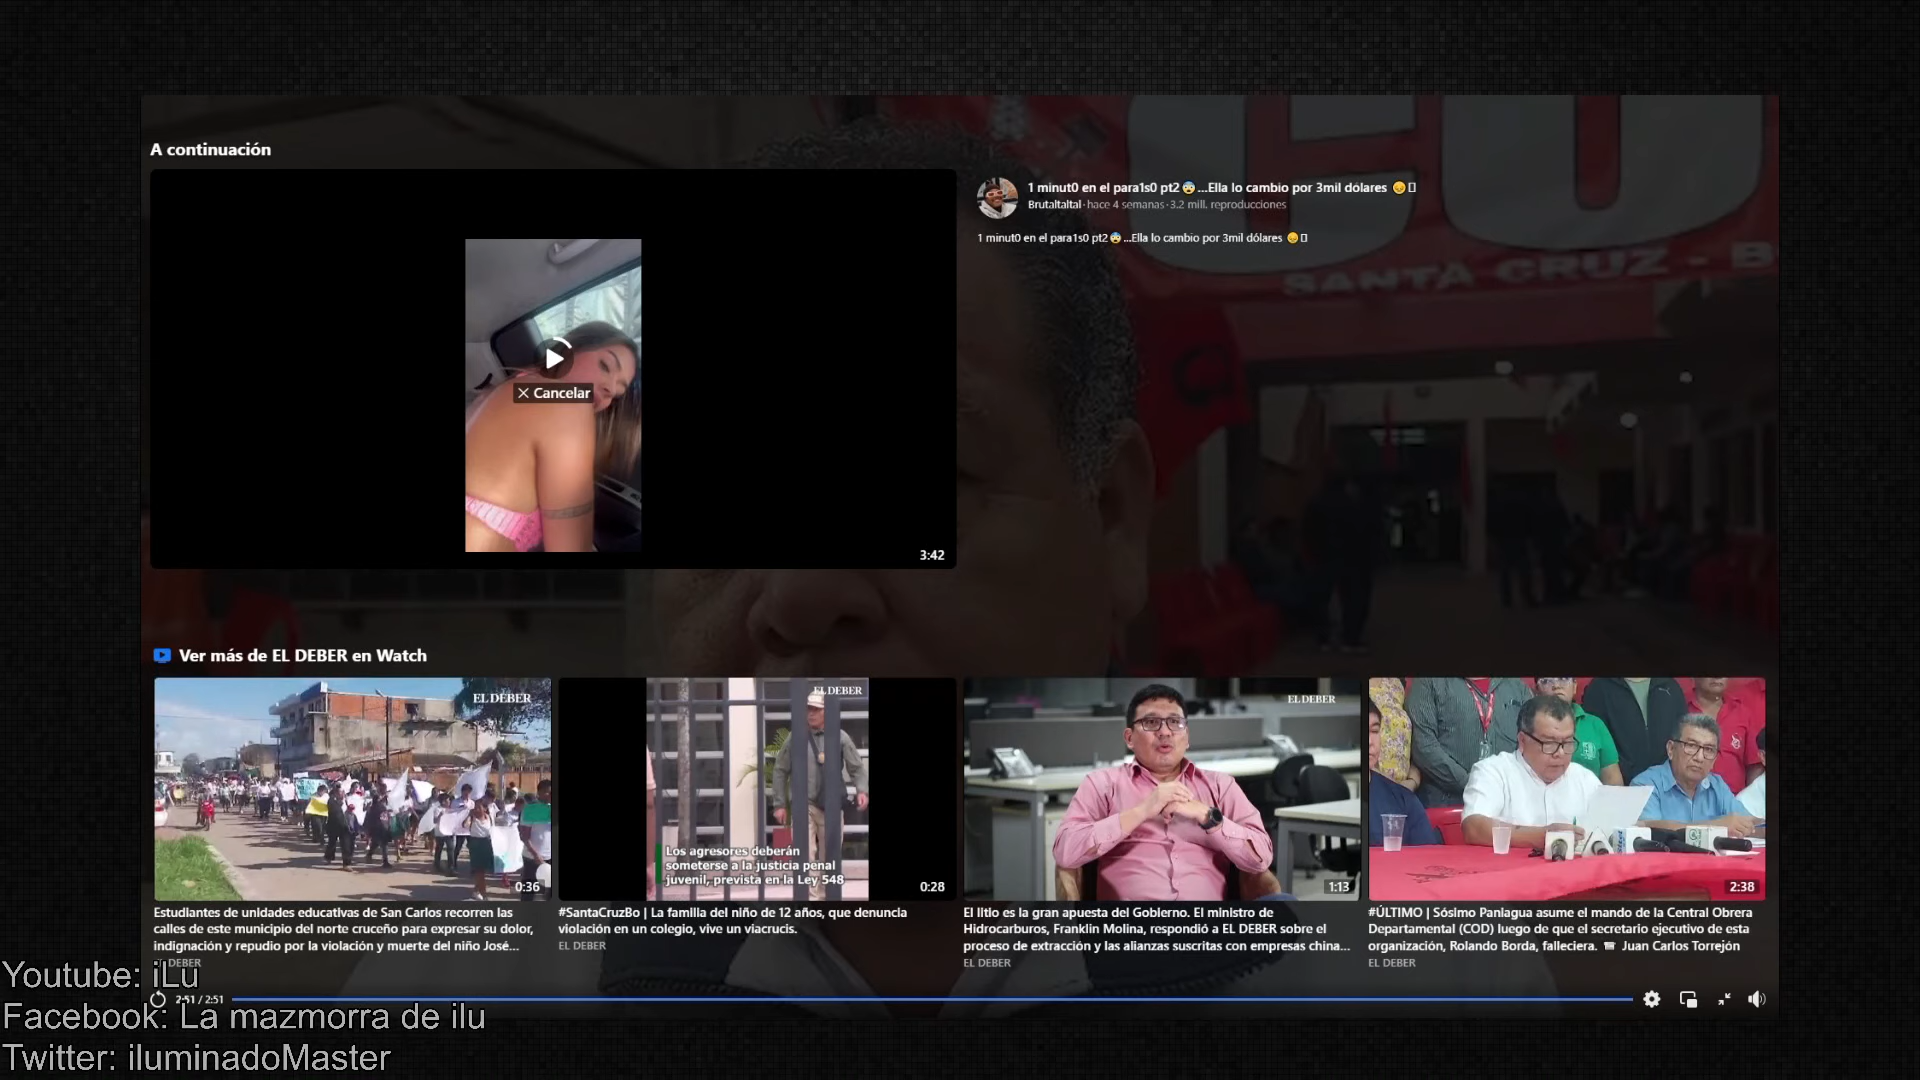 A continuación
1 minut0 en el para1s0 pt2😨...Ella lo cambio por 3mil dólares 😔▯
Brutaltaltal · hace 4 semanas · 3.2 mill. reproducciones
1 minut0 en el para1s0 pt2😨...Ella lo cambio por 3mil dólares 😔▯
SANTA CRUZ - B
Cancelar
3:42
Ver más de EL DEBER en Watch
EL DEBER
0:36
EL DEBER
Los agresores deberán
someterse a la justicia penal
juvenil, prevista en la Ley 548
0:28
EL DEBER
1:13
2:38
Estudiantes de unidades educativas de San Carlos recorren las
calles de este municipio del norte cruceño para expresar su dolor,
indignación y repudio por la violación y muerte del niño José...
DEBER
#SantaCruzBo | La familia del niño de 12 años, que denuncia
violación en un colegio, vive un viacrucis.
EL DEBER
El litio es la gran apuesta del Gobierno. El ministro de
Hidrocarburos, Franklin Molina, respondió a EL DEBER sobre el
proceso de extracción y las alianzas suscritas con empresas china...
EL DEBER
#ÚLTIMO | Sósimo Paniagua asume el mando de la Central Obrera
Departamental (COD) luego de que el secretario ejecutivo de esta
organización, Rolando Borda, falleciera. Juan Carlos Torrejón
EL DEBER
2:51 / 2:51
Youtube: iLu
Facebook: La mazmorra de ilu
Twitter: iluminadoMaster